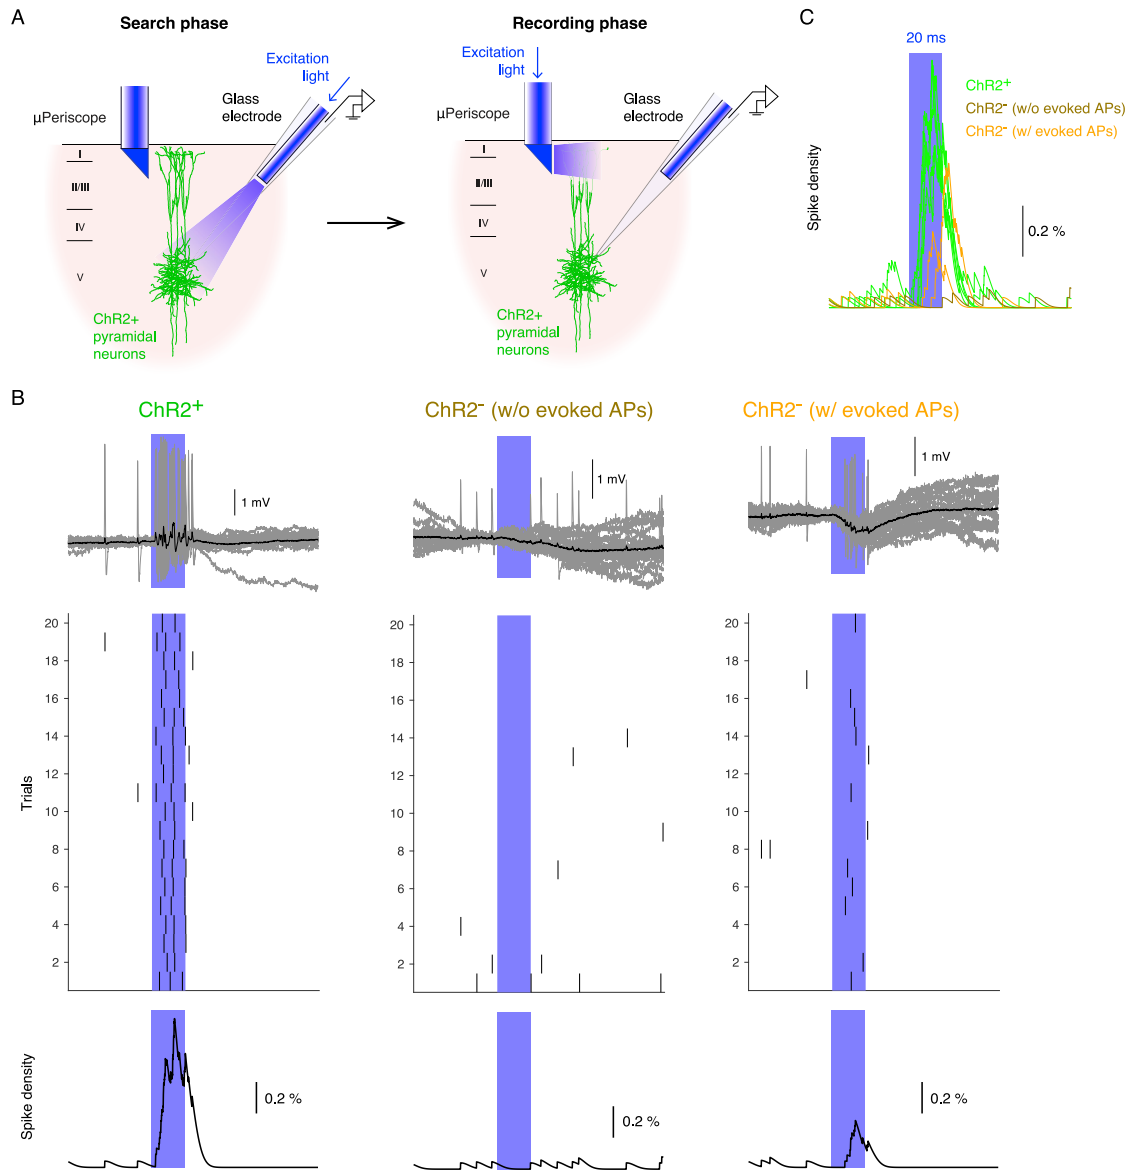 A
Search phase
Recording phase
C
Excitation
light
Glass
electrode
µPeriscope
I
II/III
IV
V
ChR2+
pyramidal
neurons
Excitation
light
Glass
electrode
µPeriscope
I
II/III
IV
V
ChR2+
pyramidal
neurons
20 ms
ChR2+
ChR2- (w/o evoked APs)
ChR2- (w/ evoked APs)
Spike density
0.2 %
B
ChR2+
ChR2- (w/o evoked APs)
ChR2- (w/ evoked APs)
1 mV
1 mV
1 mV
Trials
20
18
16
14
12
10
8
6
4
2
20
18
16
14
12
10
8
6
4
2
20
18
16
14
12
10
8
6
4
2
Spike density
0.2 %
0.2 %
0.2 %